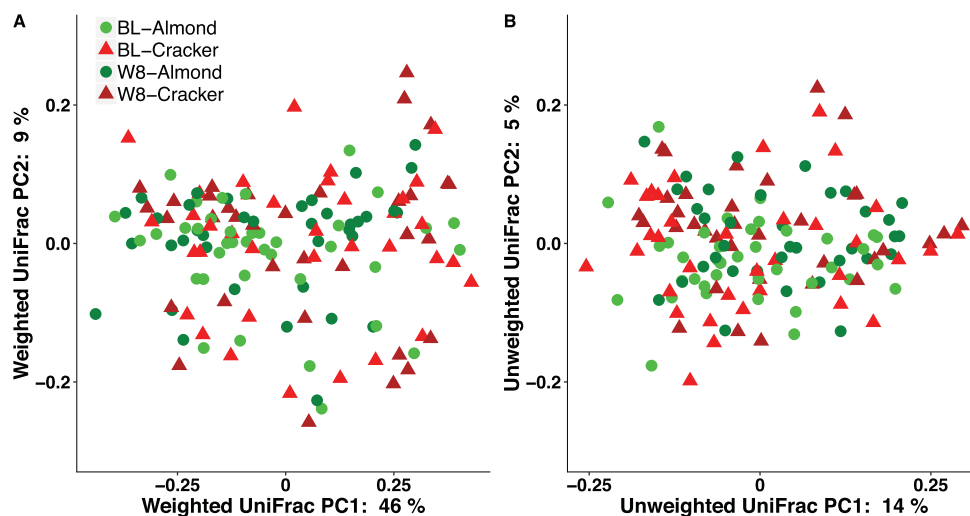 A
BL−Almond
BL−Cracker
W8−Almond
W8−Cracker
Weighted UniFrac PC2:  9 %
0.2
0.0
−0.2
−0.25
0
0.25
Weighted UniFrac PC1:  46 %
B
Unweighted UniFrac PC2:  5 %
0.2
0.0
−0.2
−0.25
0
0.25
Unweighted UniFrac PC1:  14 %